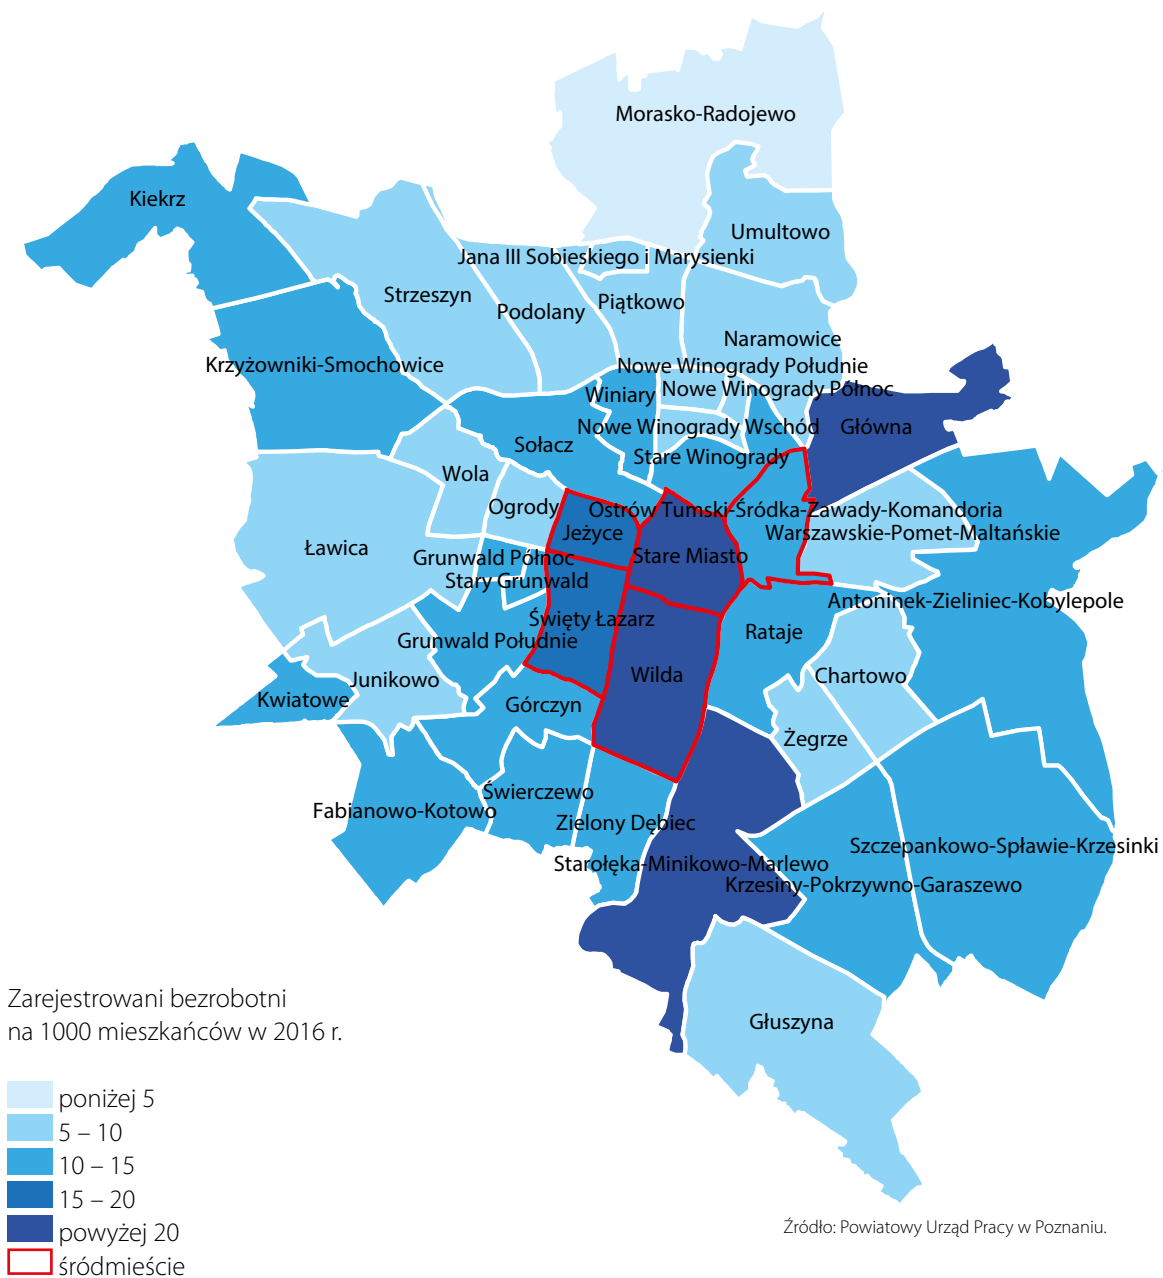 Morasko-Radojewo
Kiekrz
Umultowo
Jana III Sobieskiego i Marysienki
Strzeszyn
Piątkowo
Podolany
Naramowice
Krzyżowniki-Smochowice
Nowe Winogrady Południe
Nowe Winogrady Północ
Winiary
Nowe Winogrady Wschód
Główna
Sołacz
Stare Winogrady
Wola
Ogrody
Ostrów Tumski-Śródka-Zawady-Komandoria
Jeżyce
Warszawskie-Pomet-Maltańskie
Ławica
Stare Miasto
Grunwald Północ
Stary Grunwald
Antoninek-Zieliniec-Kobylepole
Święty Łazarz
Rataje
Grunwald Południe
Wilda
Chartowo
Junikowo
Kwiatowe
Górczyn
Żegrze
Świerczewo
Fabianowo-Kotowo
Zielony Dębiec
Szczepankowo-Spławie-Krzesinki
Starołęka-Minikowo-Marlewo
Krzesiny-Pokrzywno-Garaszewo
Głuszyna
Zarejestrowani bezrobotni
na 1000 mieszkańców w 2016 r.
poniżej 5
5 – 10
10 – 15
15 – 20
powyżej 20
śródmieście
Źródło: Powiatowy Urząd Pracy w Poznaniu.